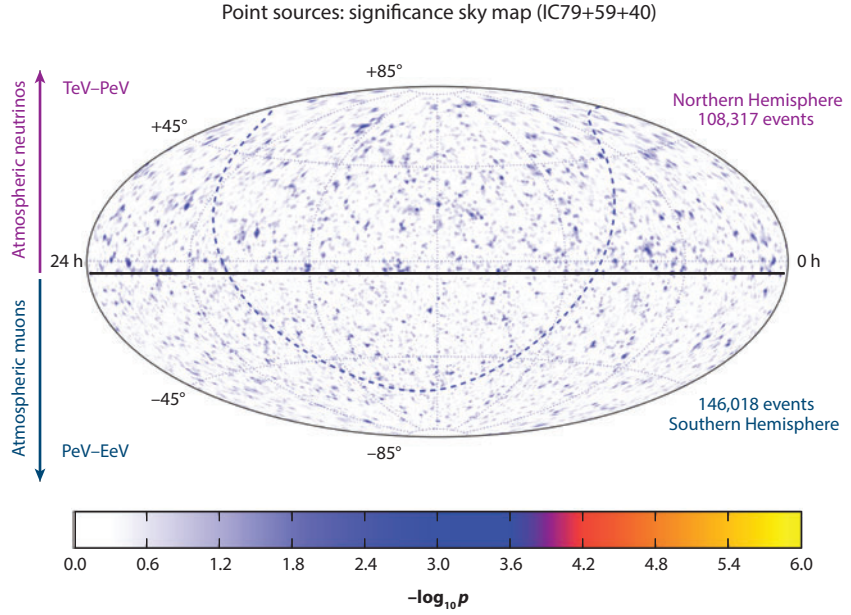 Point sources: significance sky map (IC79+59+40)
+85°
TeV–PeV
Northern Hemisphere
108,317 events
+45°
Atmospheric neutrinos
24 h
0 h
Atmospheric muons
−45°
146,018 events
Southern Hemisphere
PeV–EeV
−85°
0.0 0.6 1.2 1.8 2.4 3.0 3.6 4.2 4.8 5.4 6.0
−log10 p